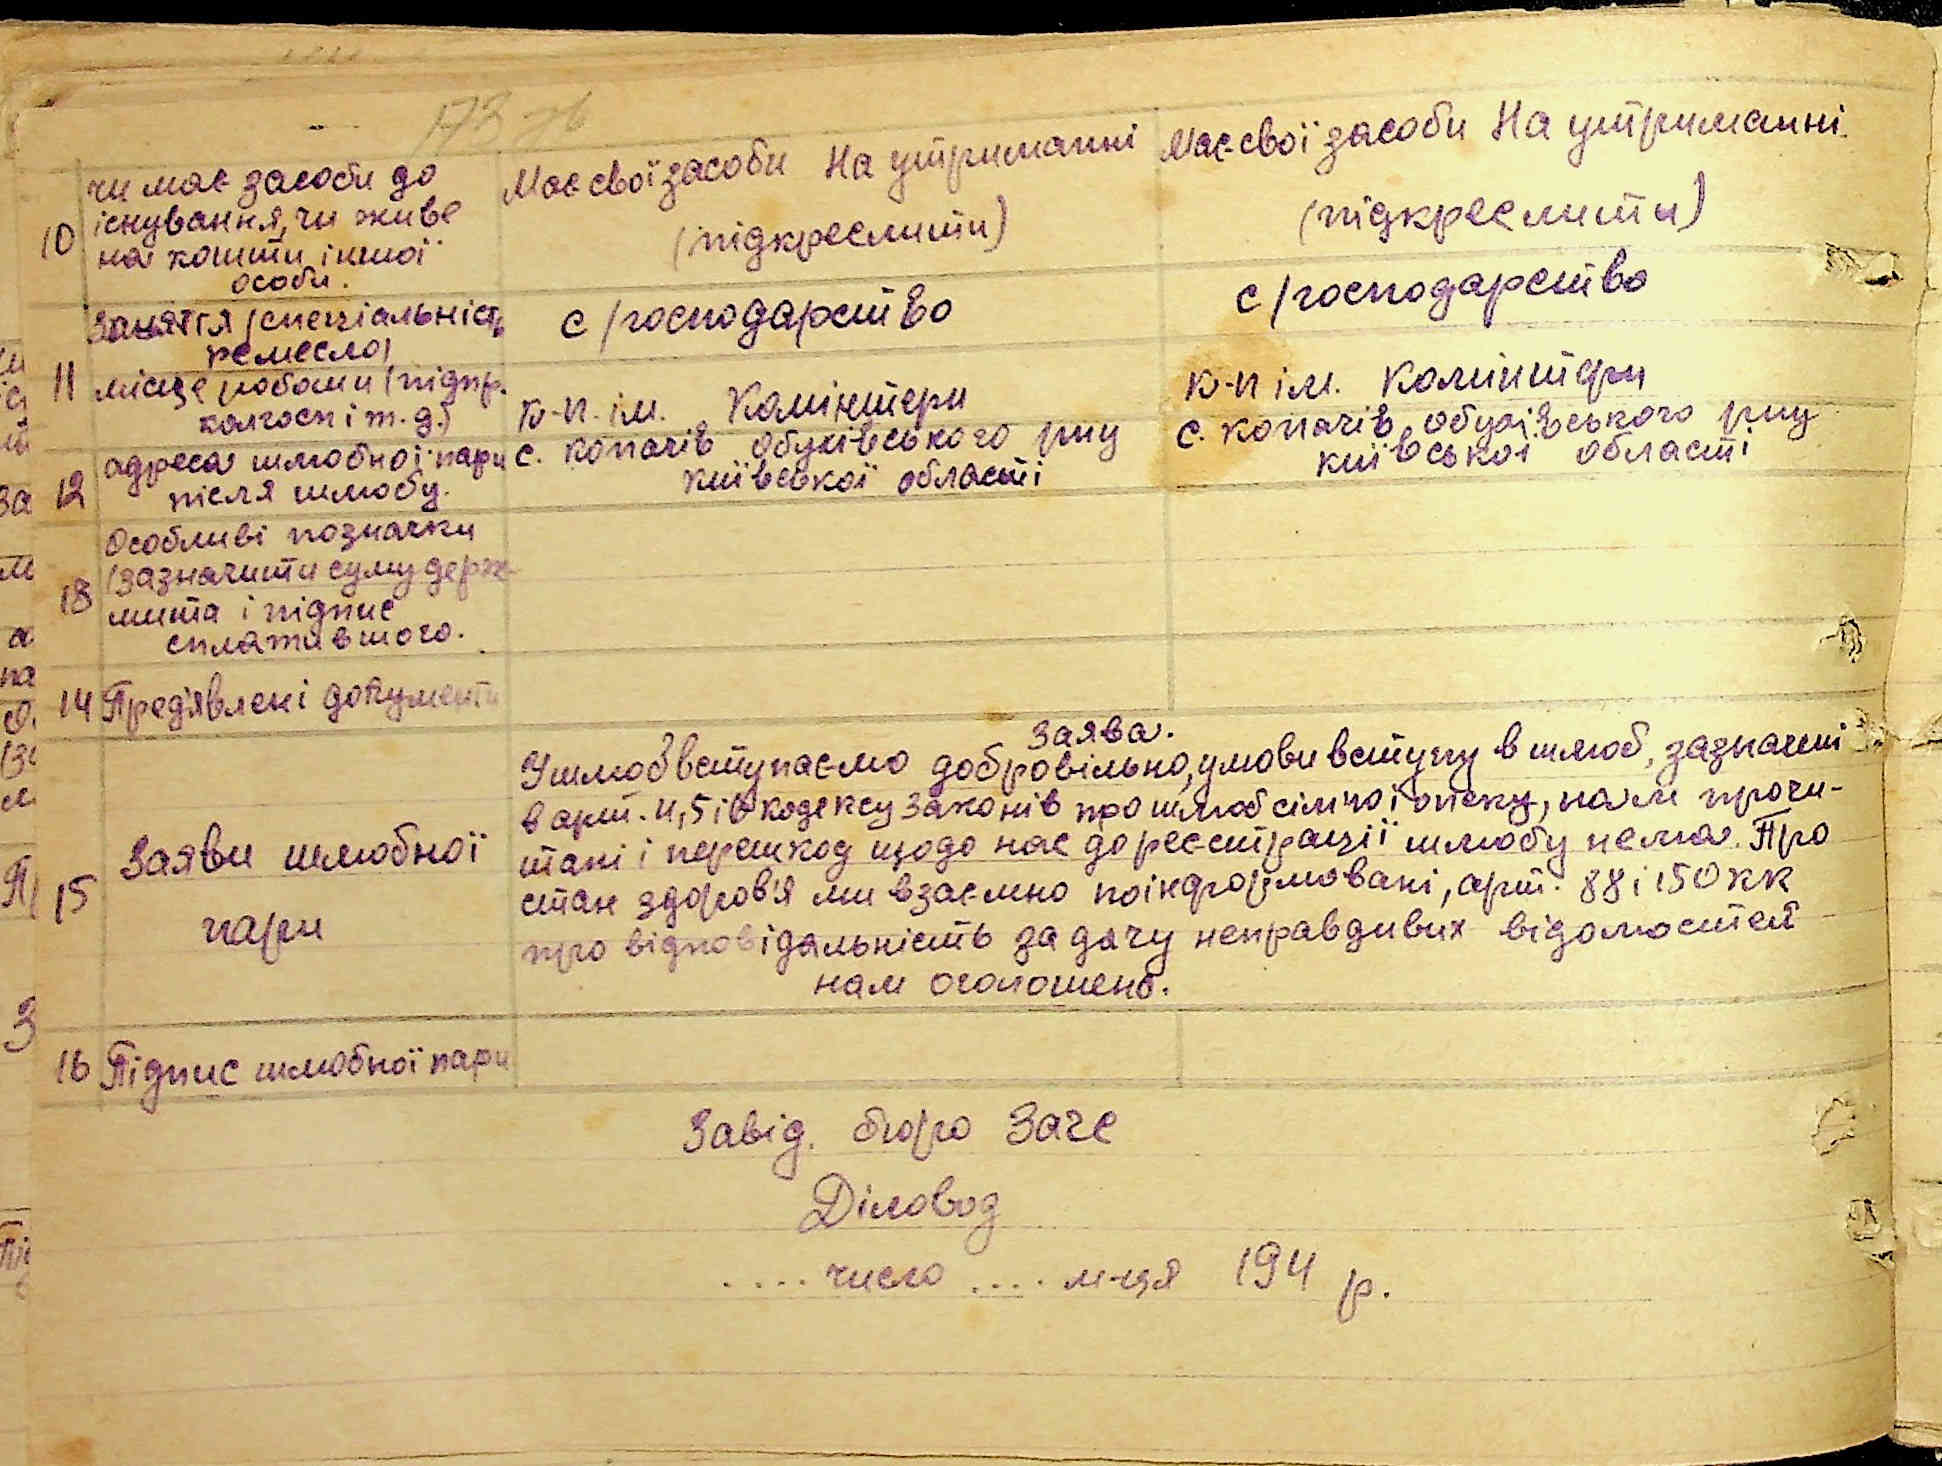 173 зв
10
чи має засоби до
існування, чи живе
на кошти іншої
особи.
Має свої засоби На утриманні
(підкреслити)
Має свої засоби На утриманні.
(підкреслити)
11
Заняття (спеціальність
ремесло)
місце роботи (підпр.
колгосп і т.д.)
с/господарство
к-п. ім. Комінтерн
с/господарство
к-п ім. Комінтерн
12
адреса шлюбної пари
після шлюбу.
с. Копачів Обухівського р-ну
київської області
с. Копачів Обухівського р-ну
київської області
13
Особливі позначки
(зазначити суму держ
мита і підпис
сплатившого.
14
Предявлені документи
15
Заяви шлюбної
пари
Заява.
У шлюб вступаємо добровільно, умови вступу в шлюб, зазначені
в арт. 4,5 і 6 кодексу Законів про шлюб сім'ю і опеку, нам прочи-
тані і перешкод щодо нас до реєстрації шлюбу нема. Про
стан здоров'я ми взаємно поінформовані, арт. 88 і 150 КК
про відповідальність за дачу неправдивих відомостей
нам оголошено.
16
Підпис шлюбної пари
Завід. бюро Загс
Діловод
.... число .... м-ця 194 р.